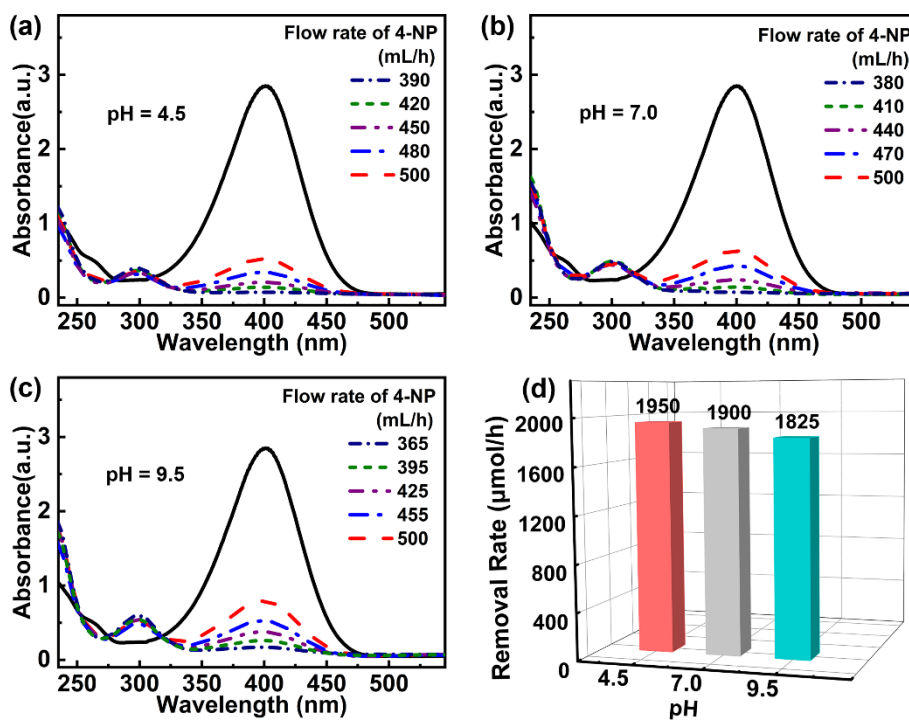 (a)
Flow rate of 4-NP
(mL/h)
390
420
450
480
500
pH = 4.5
Absorbance(a.u.)
3
2
1
0
250 300 350 400 450 500
Wavelength (nm)
(b)
Flow rate of 4-NP
(mL/h)
380
410
440
470
500
pH = 7.0
Absorbance(a.u.)
3
2
1
0
250 300 350 400 450 500
Wavelength (nm)
(c)
Flow rate of 4-NP
(mL/h)
365
395
425
455
500
pH = 9.5
Absorbance(a.u.)
3
2
1
0
250 300 350 400 450 500
Wavelength (nm)
(d)
1950 1900 1825
Removal Rate (μmol/h)
2000
1600
1200
800
400
0
4.5 7.0 9.5
pH